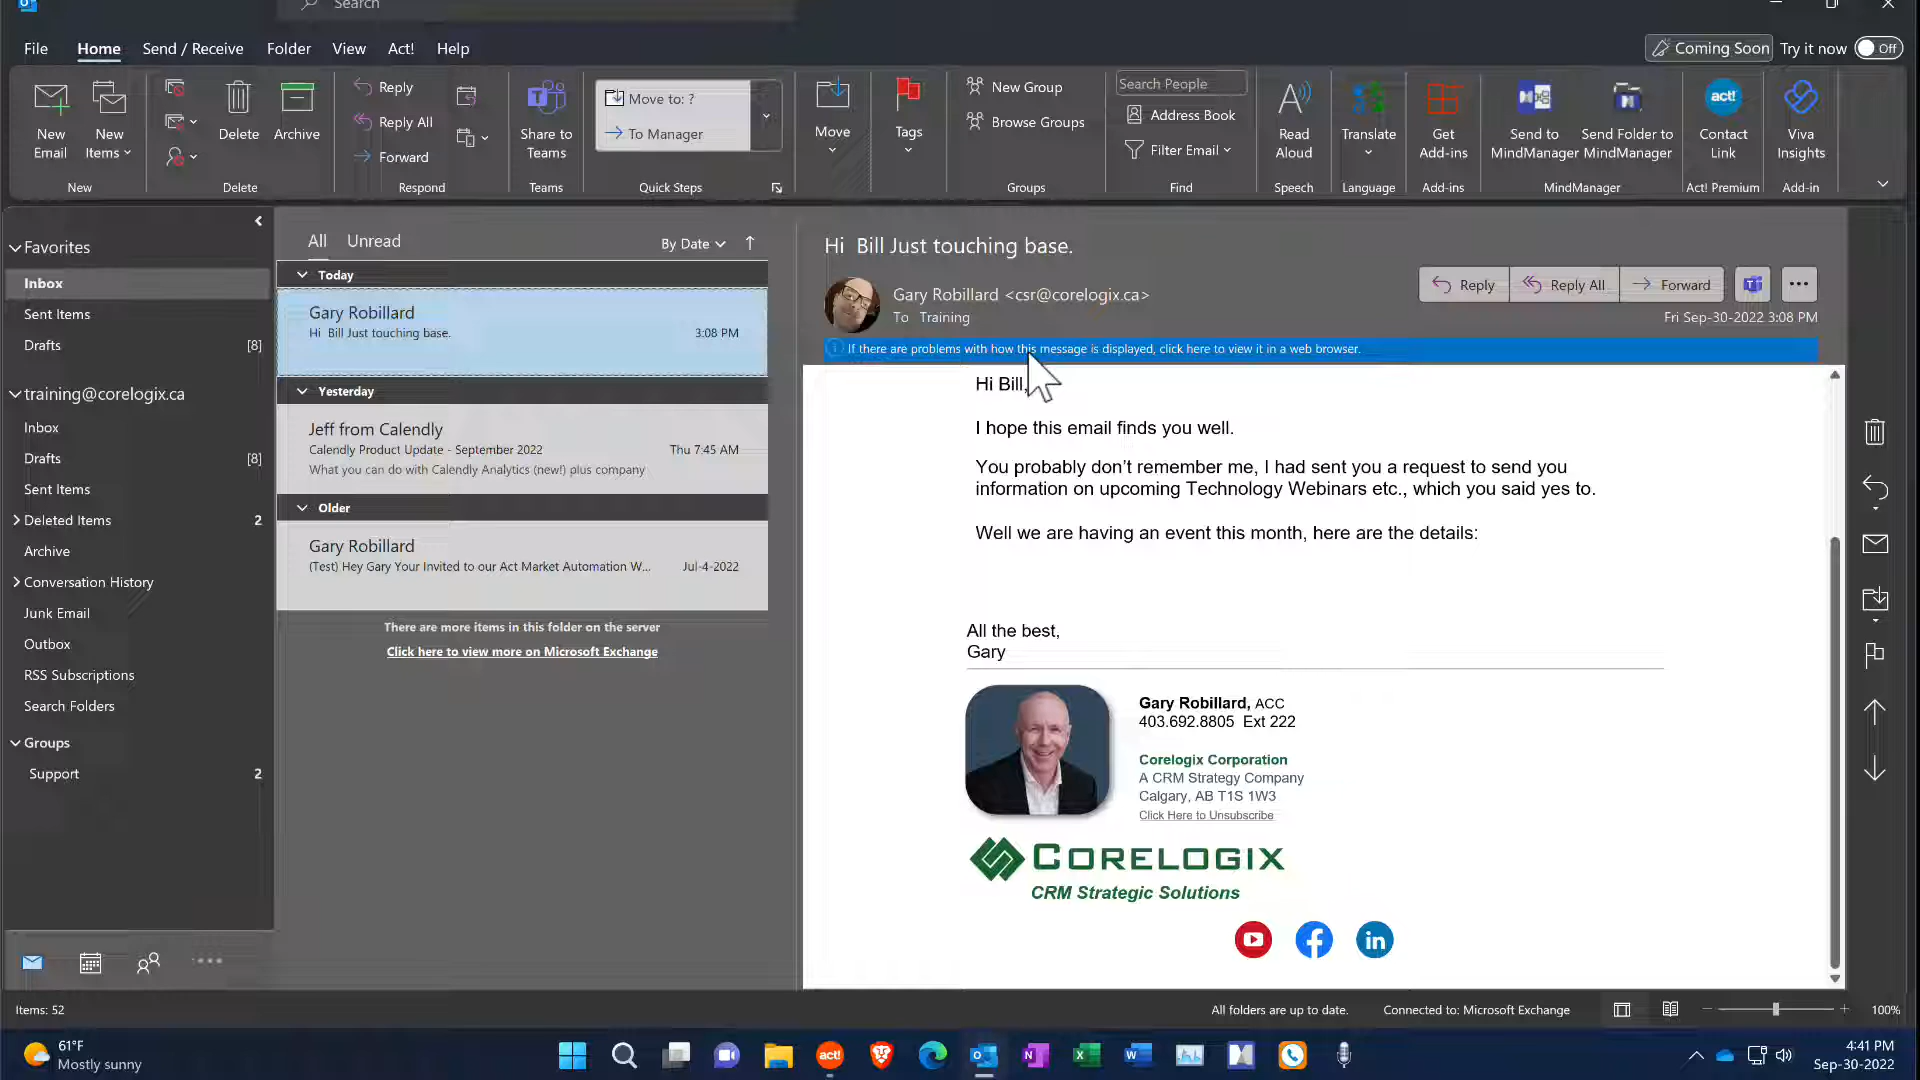 Search
File Home Send / Receive Folder View Act! Help
Coming Soon Try it now Off
New Email
New Items
Delete
Archive
Reply
Reply All
Forward
Share to Teams
Move to: ?
To Manager
Move
Tags
New Group
Browse Groups
Search People
Address Book
Filter Email
Read Aloud
Translate
Get Add-ins
Send to MindManager
Send Folder to MindManager
act!
Contact Link
Viva Insights
New Delete Respond Teams Quick Steps Groups Find Speech Language Add-ins MindManager Act! Premium Add-in
Favorites
Inbox
Sent Items
Drafts [8]
training@corelogix.ca
Inbox
Drafts [8]
Sent Items
Deleted Items 2
Archive
Conversation History
Junk Email
Outbox
RSS Subscriptions
Search Folders
Groups
Support 2
All Unread By Date
Today
Gary Robillard
Hi Bill Just touching base. 3:08 PM
Yesterday
Jeff from Calendly
Calendly Product Update - September 2022 Thu 7:45 AM
What you can do with Calendly Analytics (new!) plus company
Older
Gary Robillard
(Test) Hey Gary Your Invited to our Act Market Automation W... Jul-4-2022
There are more items in this folder on the server
Click here to view more on Microsoft Exchange
Hi Bill Just touching base.
Gary Robillard <csr@corelogix.ca>
To Training
Reply Reply All Forward
Fri Sep-30-2022 3:08 PM
If there are problems with how this message is displayed, click here to view it in a web browser.
Hi Bill,
I hope this email finds you well.
You probably don't remember me, I had sent you a request to send you
information on upcoming Technology Webinars etc., which you said yes to.
Well we are having an event this month, here are the details:
All the best,
Gary
Gary Robillard, ACC
403.692.8805 Ext 222
Corelogix Corporation
A CRM Strategy Company
Calgary, AB T1S 1W3
Click Here to Unsubscribe
CORELOGIX
CRM Strategic Solutions
in
Items: 52
All folders are up to date. Connected to: Microsoft Exchange 100%
61°F
Mostly sunny
act!
4:41 PM
Sep-30-2022